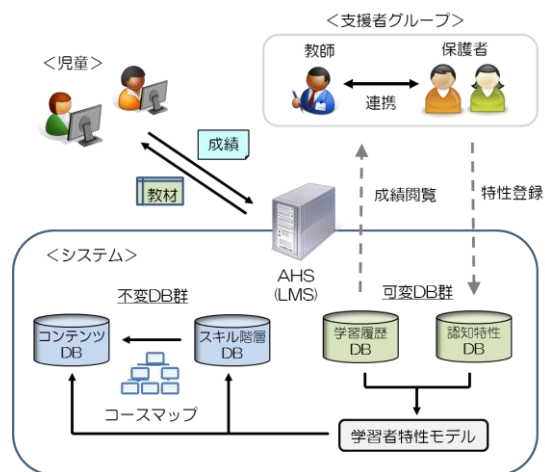 ＜支援者グループ＞
教師
保護者
連携
＜児童＞
成績
教材
成績閲覧
特性登録
＜システム＞
AHS
(LMS)
不変DB群
可変DB群
コンテンツ
DB
スキル階層
DB
学習履歴
DB
認知特性
DB
コースマップ
学習者特性モデル